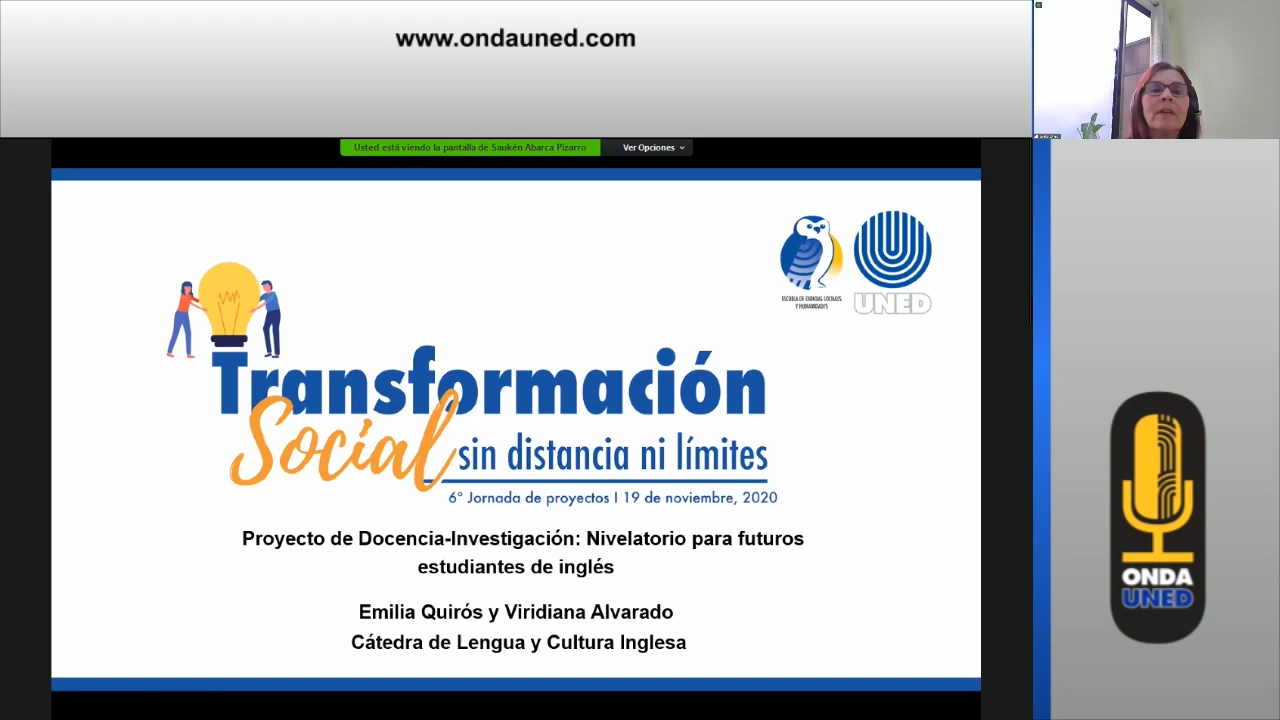 www.ondauned.com
Usted está viendo la pantalla de Saukén Abarca Pizarro
Ver Opciones
ESCUELA DE CIENCIAS SOCIALES
Y HUMANIDADES
UNED
Transformación
Social sin distancia ni límites
6° Jornada de proyectos I 19 de noviembre, 2020
Proyecto de Docencia-Investigación: Nivelatorio para futuros
estudiantes de inglés
Emilia Quirós y Viridiana Alvarado
Cátedra de Lengua y Cultura Inglesa
ONDA
UNED